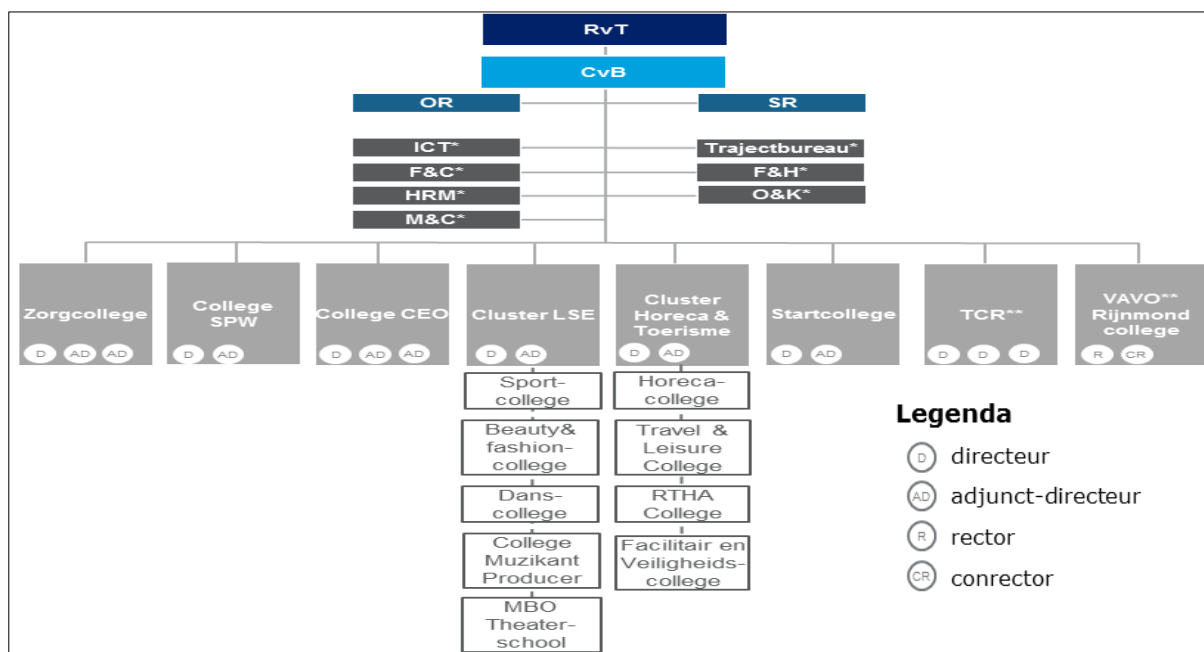 RvT
CvB
OR
SR
ICT*
Trajectbureau*
F&C*
F&H*
HRM*
O&K*
M&C*
Zorgcollege
D AD AD
College
SPW
D AD
College CEO
D AD AD
Cluster LSE
D AD
Cluster
Horeca &
Toerisme
D AD
Startcollege
D AD
TCR**
D D D
VAVO**
Rijnmond
college
R CR
Sport-
college
Beauty&
fashion-
college
Dans-
college
College
Muzikant
Producer
MBO
Theater-
school
Horeca-
college
Travel &
Leisure
College
RTHA
College
Facilitair en
Veiligheids-
college
Legenda
D directeur
AD adjunct-directeur
R rector
CR conrector